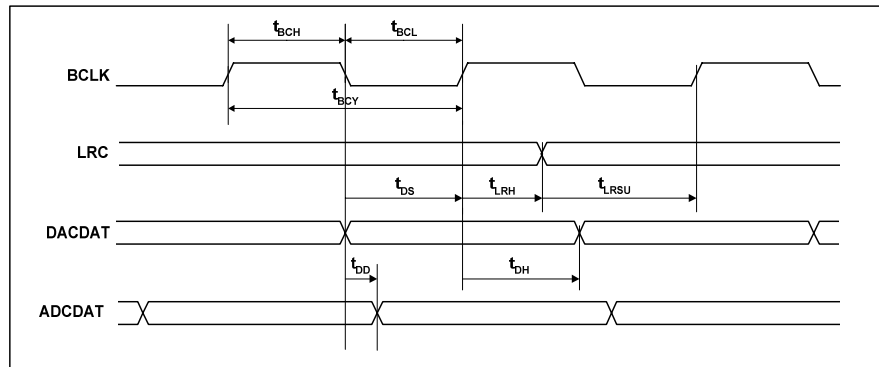 tBCH tBCL
BCLK
tBCY
LRC
tDS tLRH tLRSU
DACDAT
tDD tDH
ADCDAT